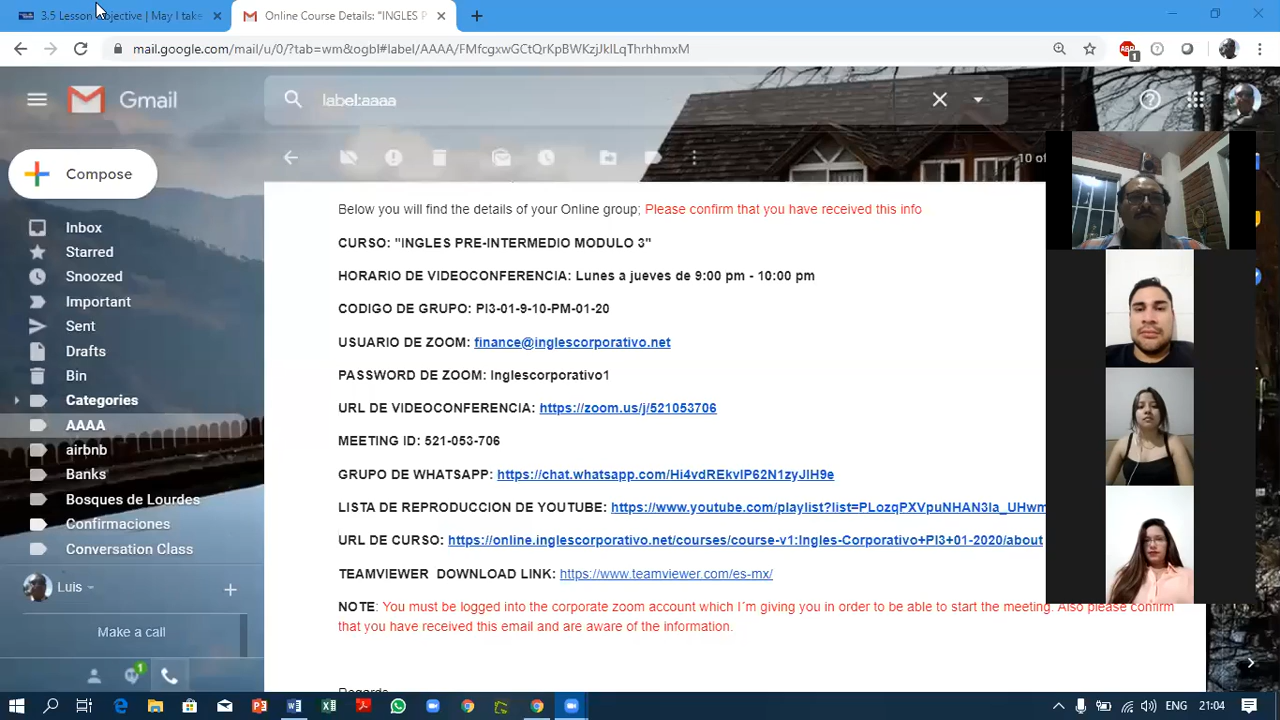 3.5 Lesson Objective | May I take
Online Course Details: "INGLES P
mail.google.com/mail/u/0/?tab=wm&ogbl#label/AAAA/FMfcgxwGCtQrKpBWKzjJklLqThrhhmxM
Gmail
label:aaaa
Compose
10 of
Inbox
Starred
Snoozed
Important
Sent
Drafts
Bin
Categories
AAAA
airbnb
Banks
Bosques de Lourdes
Confirmaciones
Conversation Class
Luis
Make a call
1
Below you will find the details of your Online group; Please confirm that you have received this info
CURSO: "INGLES PRE-INTERMEDIO MODULO 3"
HORARIO DE VIDEOCONFERENCIA: Lunes a jueves de 9:00 pm - 10:00 pm
CODIGO DE GRUPO: PI3-01-9-10-PM-01-20
USUARIO DE ZOOM: finance@inglescorporativo.net
PASSWORD DE ZOOM: Inglescorporativo1
URL DE VIDEOCONFERENCIA: https://zoom.us/j/521053706
MEETING ID: 521-053-706
GRUPO DE WHATSAPP: https://chat.whatsapp.com/Hi4vdREkvIP62N1zyJlH9e
LISTA DE REPRODUCCION DE YOUTUBE: https://www.youtube.com/playlist?list=PLozqPXVpuNHAN3Ia_UHwm
URL DE CURSO: https://online.inglescorporativo.net/courses/course-v1:Ingles-Corporativo+PI3+01-2020/about
TEAMVIEWER DOWNLOAD LINK: https://www.teamviewer.com/es-mx/
NOTE: You must be logged into the corporate zoom account which I´m giving you in order to be able to start the meeting. Also please confirm
that you have received this email and are aware of the information.
Regards
ENG 21:04